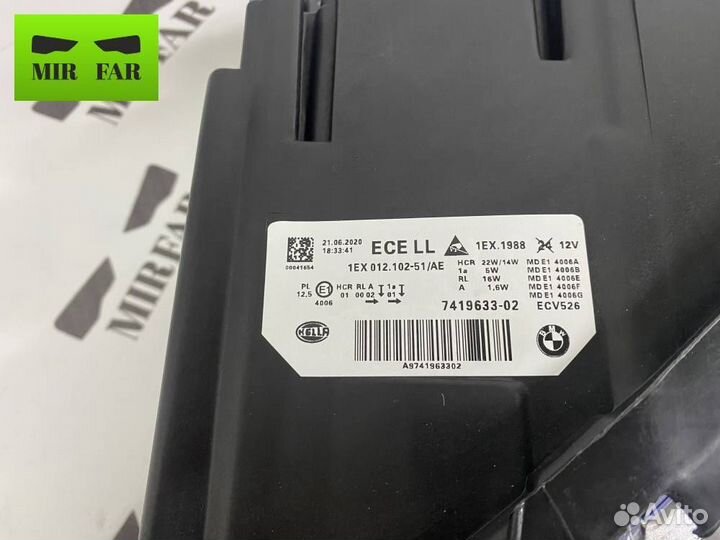 MIR FAR
MIRFAR
21.06.2020
18:33:41
00041654
ECE LL
1EX.1988
24 12V
1EX 012.102-51/AE
HCR 22W/14W
1a 5W
RL 16W
A 1,6W
MD E1 4006A
MD E1 4006B
MD E1 4006E
MD E1 4006F
MD E1 4006G
PL
12,5
E1
4006
HCR RL A 1a
01 00 02 01
7419633-02
ECV526
HELLA
A9741963302
BMW
Avito